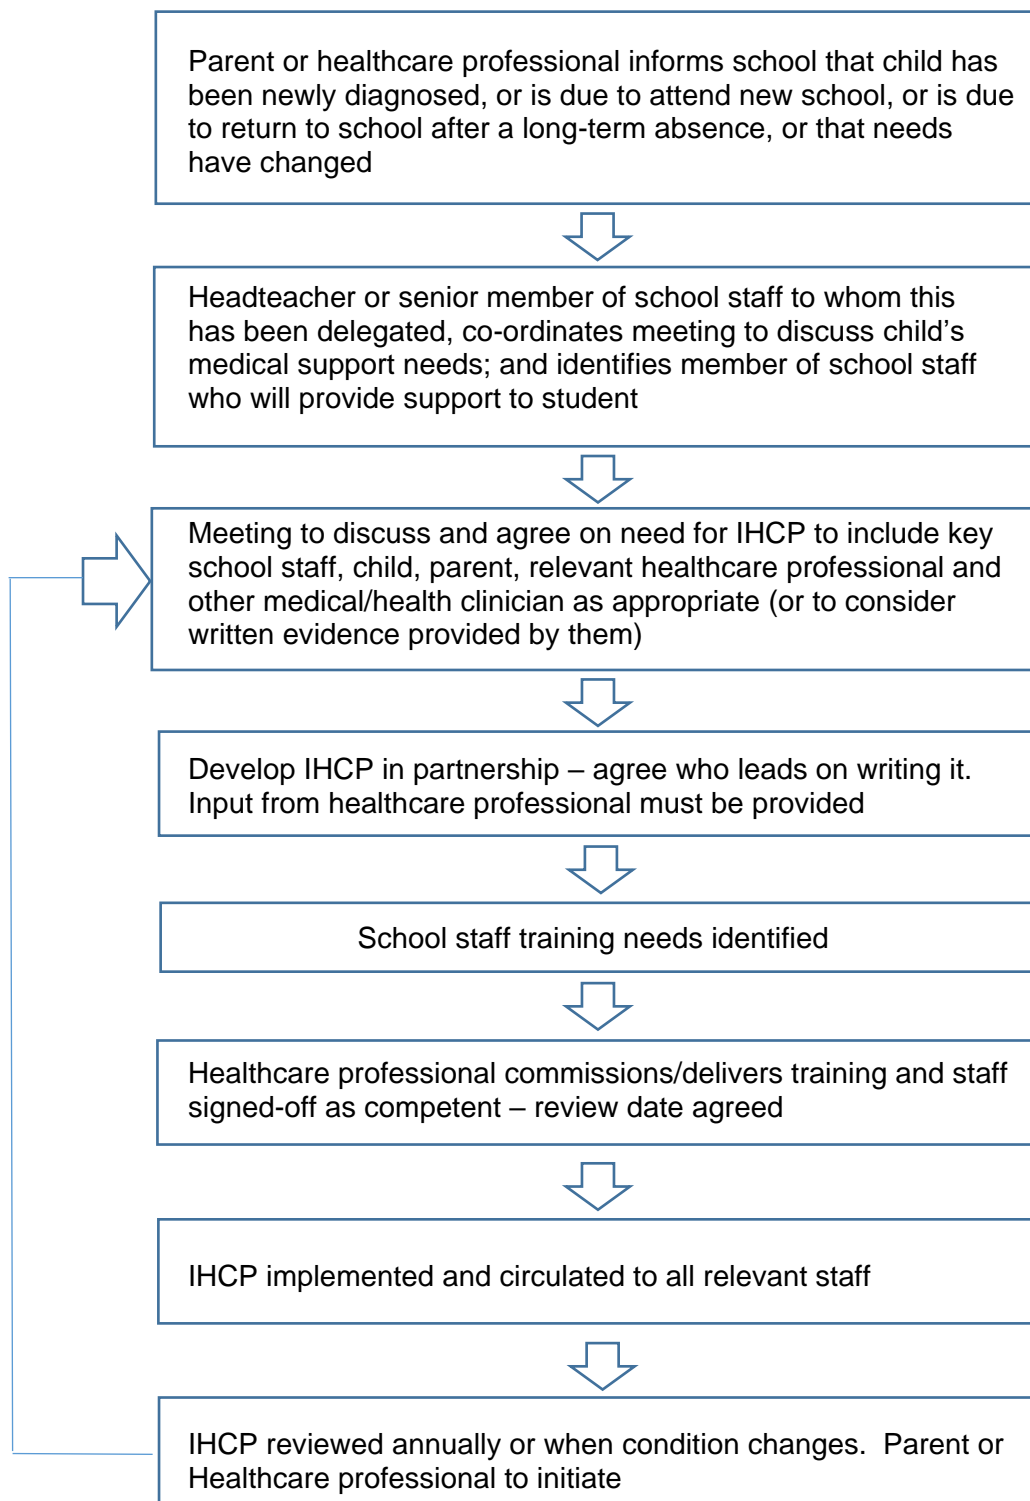 Parent or healthcare professional informs school that child has
been newly diagnosed, or is due to attend new school, or is due
to return to school after a long-term absence, or that needs
have changed
Headteacher or senior member of school staff to whom this
has been delegated, co-ordinates meeting to discuss child’s
medical support needs; and identifies member of school staff
who will provide support to student
Meeting to discuss and agree on need for IHCP to include key
school staff, child, parent, relevant healthcare professional and
other medical/health clinician as appropriate (or to consider
written evidence provided by them)
Develop IHCP in partnership – agree who leads on writing it.
Input from healthcare professional must be provided
School staff training needs identified
Healthcare professional commissions/delivers training and staff
signed-off as competent – review date agreed
IHCP implemented and circulated to all relevant staff
IHCP reviewed annually or when condition changes.  Parent or
Healthcare professional to initiate